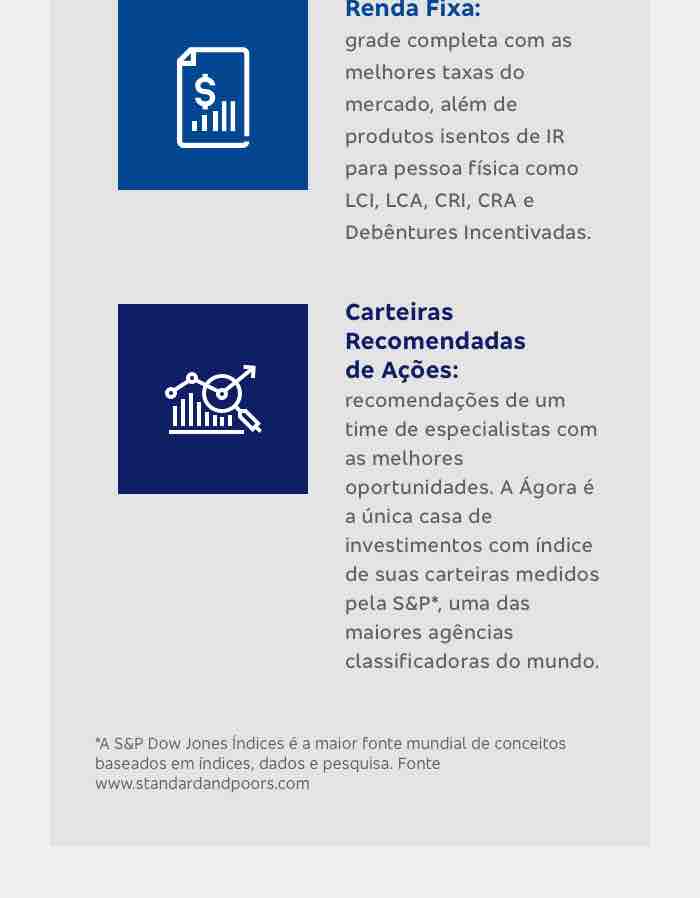 Renda Fixa:
grade completa com as
melhores taxas do
mercado, além de
produtos isentos de IR
para pessoa física como
LCI, LCA, CRI, CRA e
Debêntures Incentivadas.
$
Carteiras
Recomendadas
de Ações:
recomendações de um
time de especialistas com
as melhores
oportunidades. A Ágora é
a única casa de
investimentos com índice
de suas carteiras medidos
pela S&P*, uma das
maiores agências
classificadoras do mundo.
*A S&P Dow Jones Índices é a maior fonte mundial de conceitos
baseados em índices, dados e pesquisa. Fonte
www.standardandpoors.com